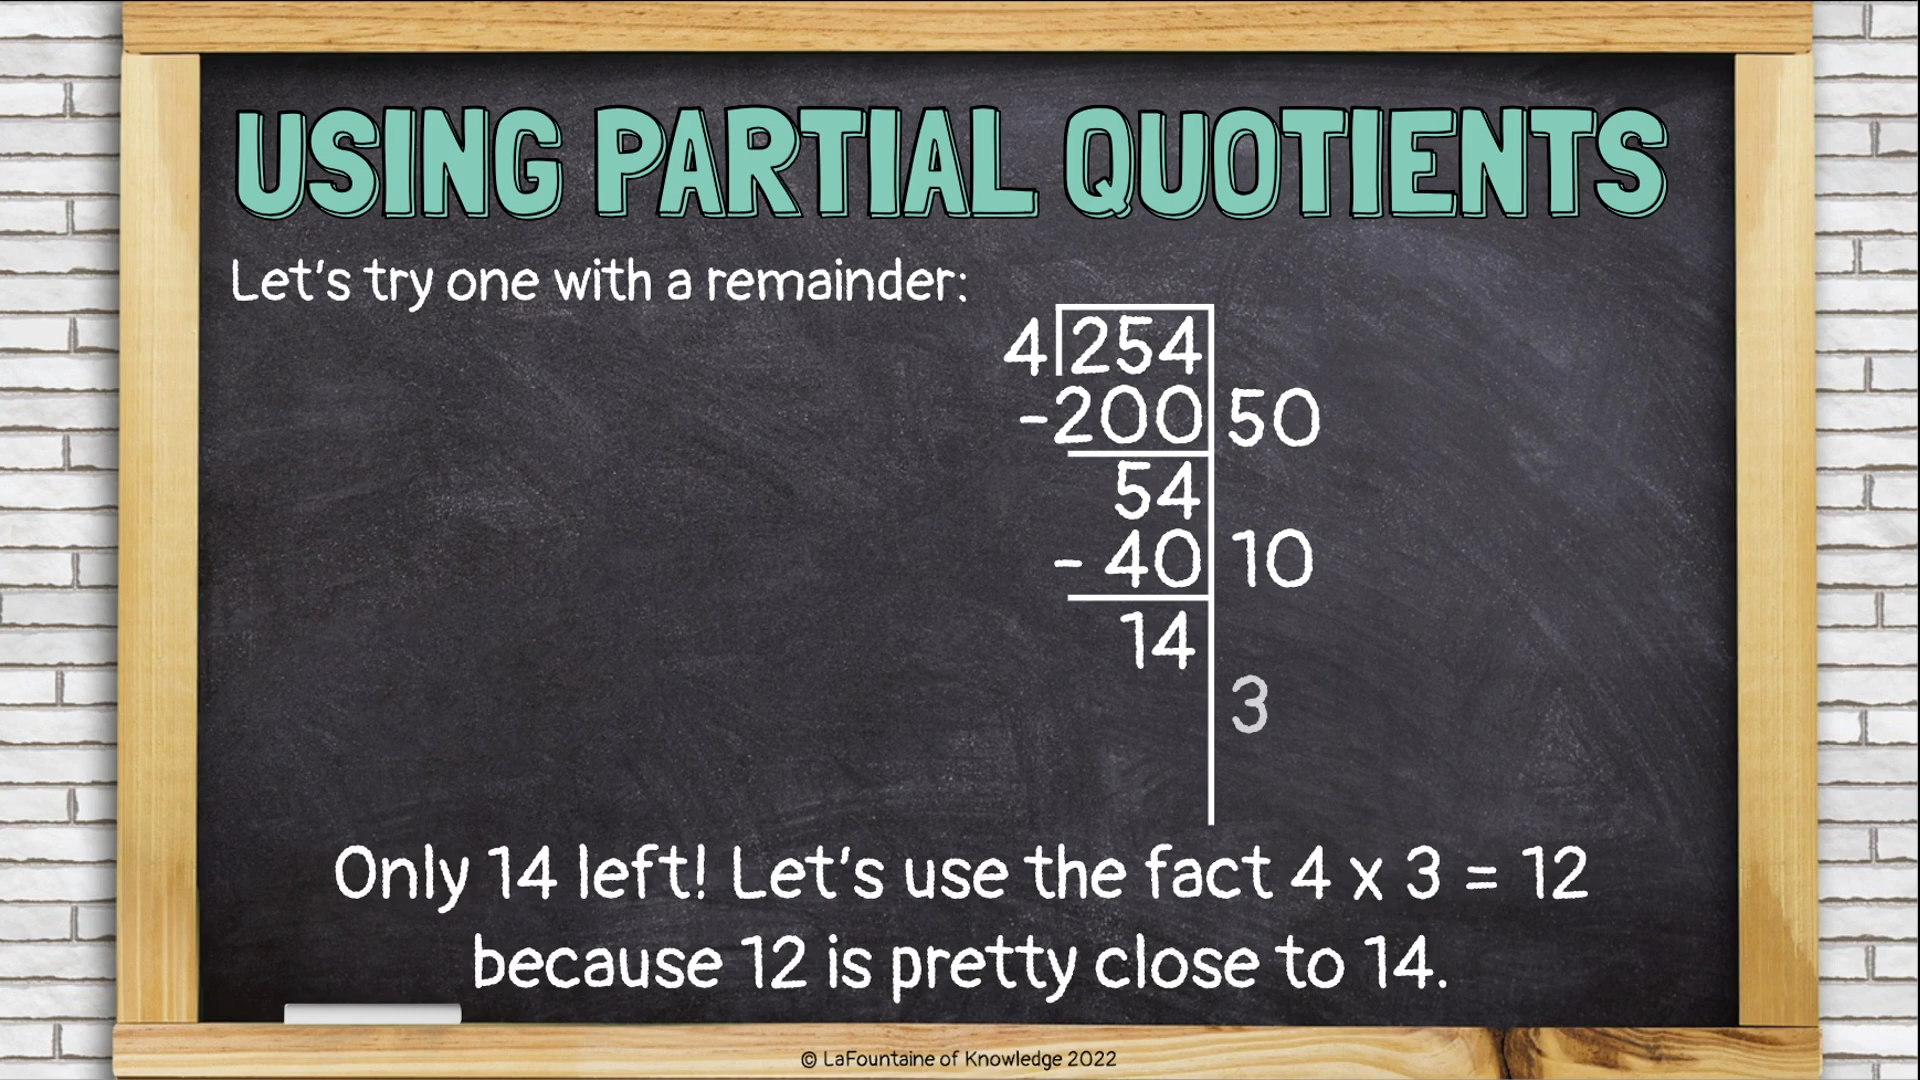 USING PARTIAL QUOTIENTS
Let's try one with a remainder:
4 254
-200 50
54
- 40 10
14
3
Only 14 left! Let's use the fact 4 x 3 = 12
because 12 is pretty close to 14.
© LaFountaine of Knowledge 2022